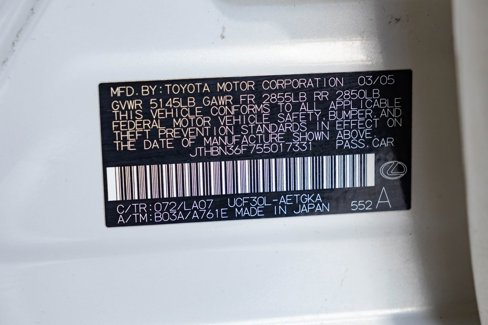 MFD. BY: TOYOTA MOTOR CORPORATION 03/05
GVWR 5145LB GAWR FR 2855LB RR 2850LB
THIS VEHICLE CONFORMS TO ALL APPLICABLE
FEDERAL MOTOR VEHICLE SAFETY, BUMPER, AND
THEFT PREVENTION STANDARDS IN EFFECT ON
THE DATE OF MANUFACTURE SHOWN ABOVE.
JTHBN36F755017331 PASS.CAR
C/TR: 072/LA07 UCF30L-AETGKA
A/TM: B03A/A761E MADE IN JAPAN 552 A